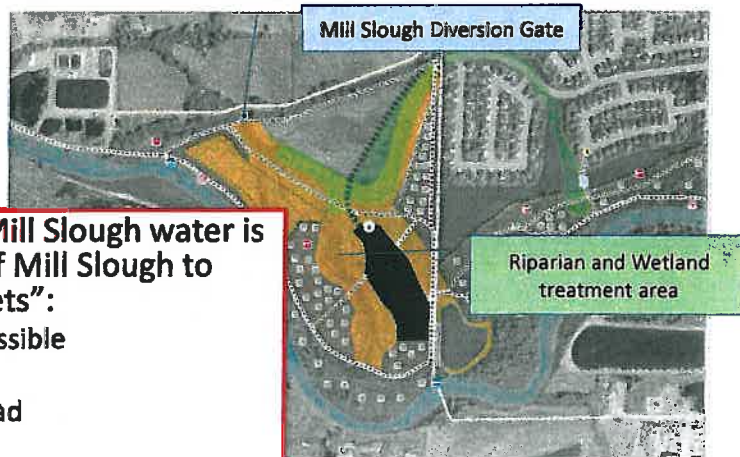 Mill Slough Diversion Gate
Riparian and Wetland
treatment area
Mill Slough water is
f Mill Slough to
ets":
ssible
ad